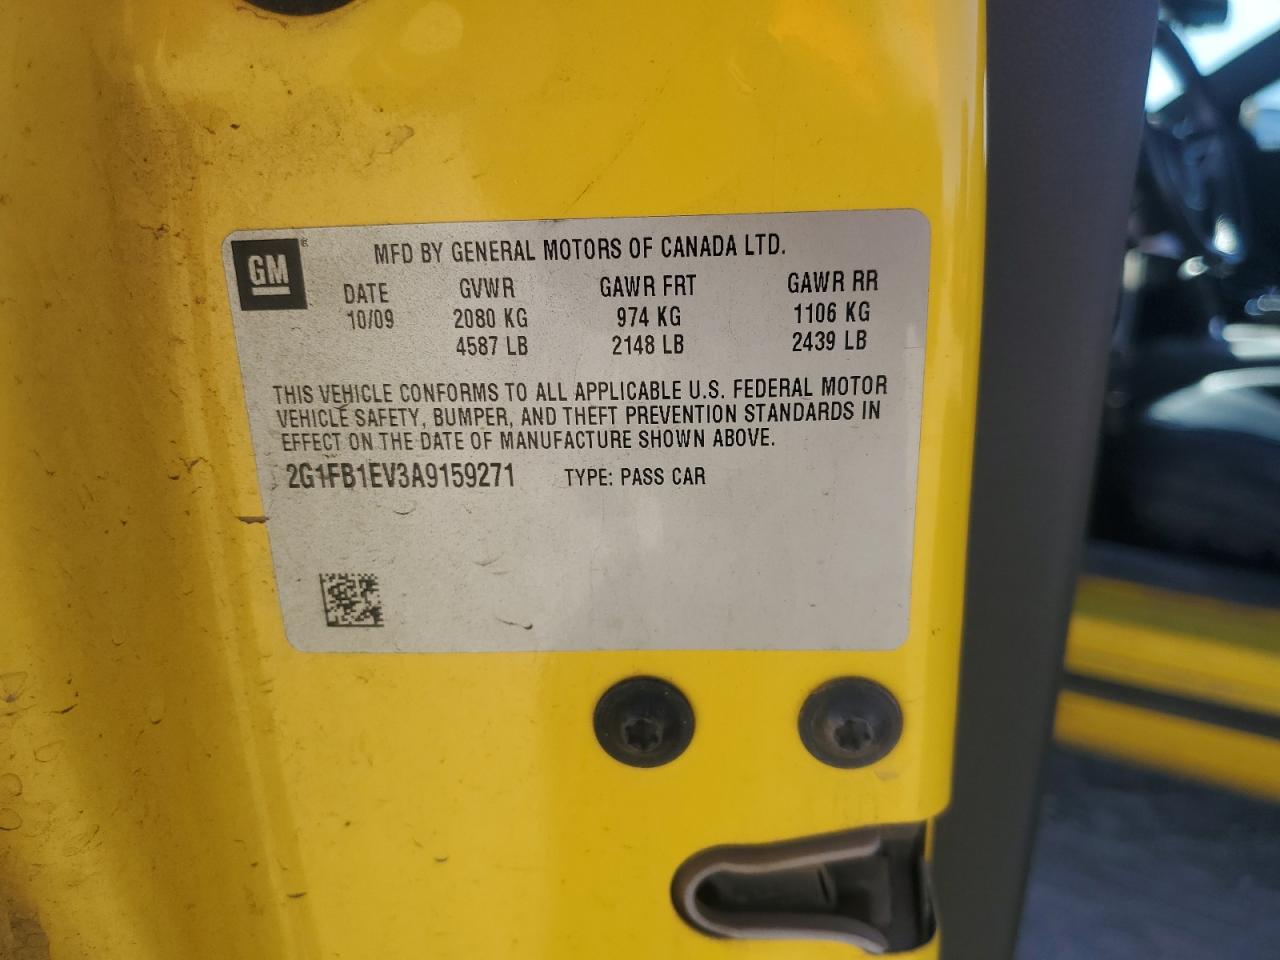 GM
MFD BY GENERAL MOTORS OF CANADA LTD.
DATE GVWR GAWR FRT GAWR RR
10/09 2080 KG 974 KG 1106 KG
4587 LB 2148 LB 2439 LB
THIS VEHICLE CONFORMS TO ALL APPLICABLE U.S. FEDERAL MOTOR
VEHICLE SAFETY, BUMPER, AND THEFT PREVENTION STANDARDS IN
EFFECT ON THE DATE OF MANUFACTURE SHOWN ABOVE.
2G1FB1EV3A9159271 TYPE: PASS CAR